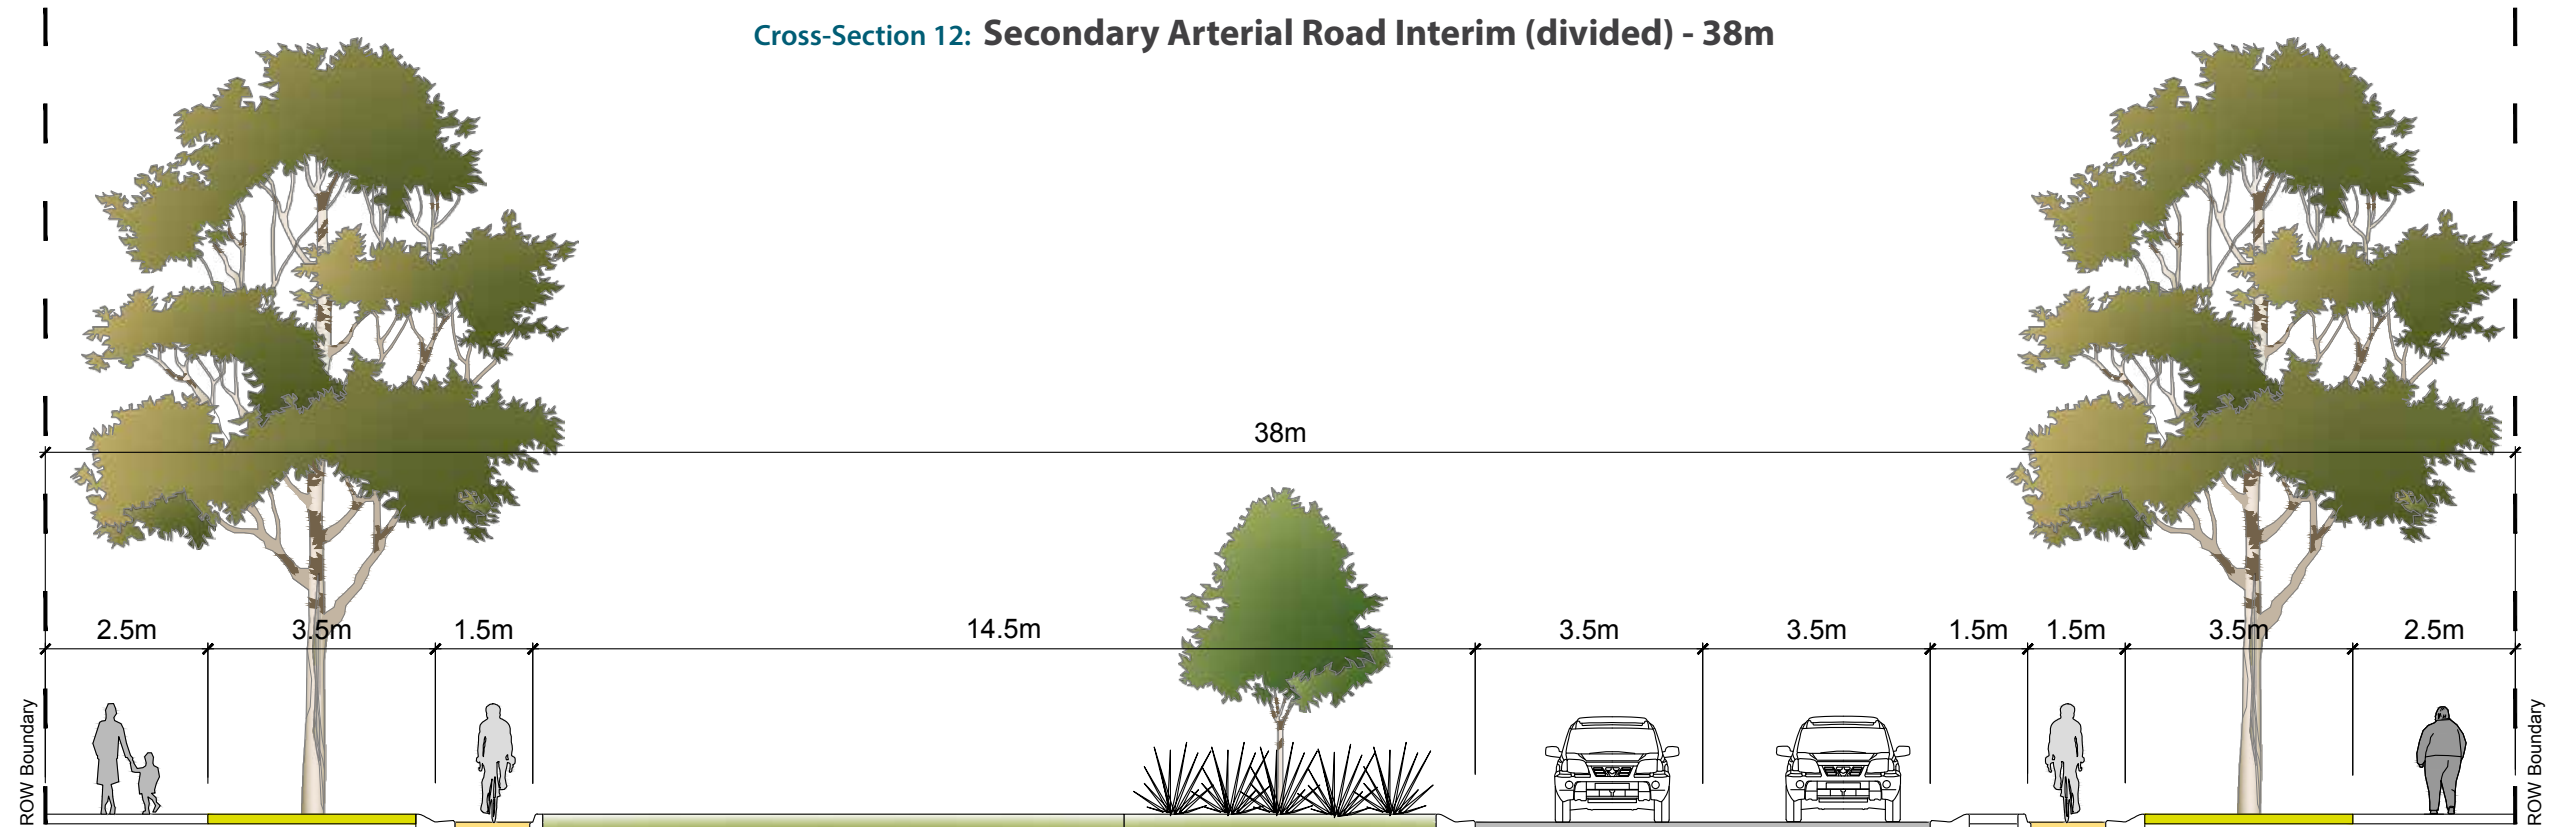 Cross-Section 12: Secondary Arterial Road Interim (divided) - 38m
38m
2.5m 3.5m 1.5m 14.5m 3.5m 3.5m 1.5m 1.5m 3.5m 2.5m
ROW Boundary
ROW Boundary